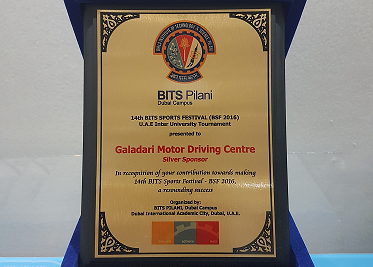 BITS Pilani
Dubai Campus
14th BITS SPORTS FESTIVAL (BSF 2016)
U.A.E Inter University Tournament
presented to
Galadari Motor Driving Centre
Silver Sponsor
In recognition of your contribution towards making
14th BITS Sports Festival - BSF 2016,
a resounding success
Organized by:
BITS PILANI, Dubai Campus
Dubai International Academic City, Dubai, U.A.E.